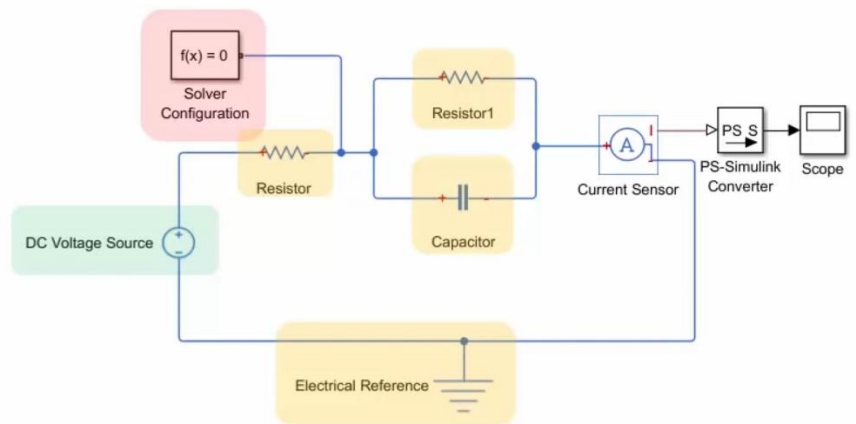 f(x) = 0
Solver
Configuration
Resistor1
Resistor
A
I
PS S
Current Sensor
PS-Simulink
Converter
Scope
DC Voltage Source
Capacitor
Electrical Reference